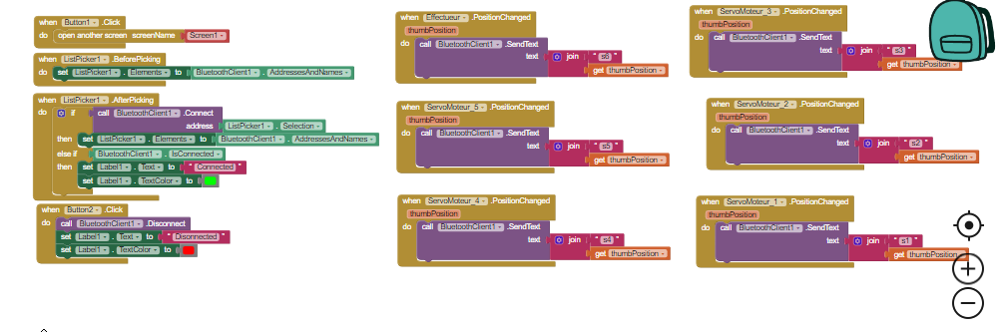 when Button1 .Click
do open another screen screenName Screen1
when ListPicker1 .BeforePicking
do set ListPicker1 . Elements to BluetoothClient1 . AddressesAndNames
when ListPicker1 .AfterPicking
do if call BluetoothClient1 .Connect
address ListPicker1 . Selection
then set ListPicker1 . Elements to BluetoothClient1 . AddressesAndNames
else if BluetoothClient1 . IsConnected
then set Label1 . Text to " Connected "
set Label1 . TextColor to
when Button2 .Click
do call BluetoothClient1 .Disconnect
set Label1 . Text to " Disonnected "
set Label1 . TextColor to
when Effectueur .PositionChanged
thumbPosition
do call BluetoothClient1 .SendText
text join " s6 "
get thumbPosition
when ServoMoteur_5 .PositionChanged
thumbPosition
do call BluetoothClient1 .SendText
text join " s5 "
get thumbPosition
when ServoMoteur_4 .PositionChanged
thumbPosition
do call BluetoothClient1 .SendText
text join " s4 "
get thumbPosition
when ServoMoteur_3 .PositionChanged
thumbPosition
do call BluetoothClient1 .SendText
text join " s3 "
get thumbPosition
when ServoMoteur_2 .PositionChanged
thumbPosition
do call BluetoothClient1 .SendText
text join " s2 "
get thumbPosition
when ServoMoteur_1 .PositionChanged
thumbPosition
do call BluetoothClient1 .SendText
text join " s1 "
get thumbPosition